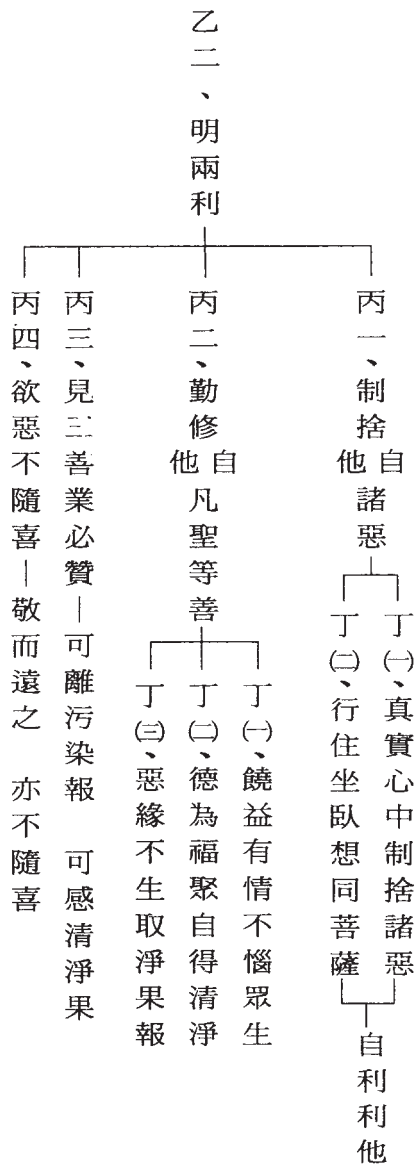 乙二、明兩利
丙一、制捨自他諸惡
丁㈠、真實心中制捨諸惡
丁㈡、行住坐臥想同菩薩
自利利他
丙二、勤修自他凡聖等善
丁㈠、饒益有情不惱眾生
丁㈡、德為福聚自得清淨
丁㈢、惡緣不生取淨果報
丙三、見三善業必贊—可離污染報　可感清淨果
丙四、欲惡不隨喜—敬而遠之　亦不隨喜